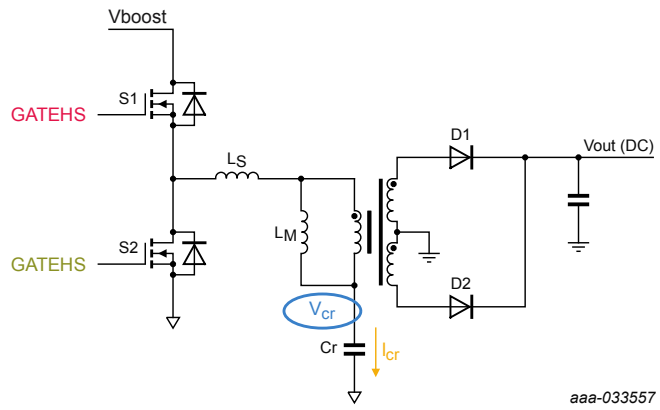 Vboost
S1
GATEHS
D1
Vout (DC)
LS
LM
S2
GATEHS
D2
Vcr
Cr
Icr
aaa-033557